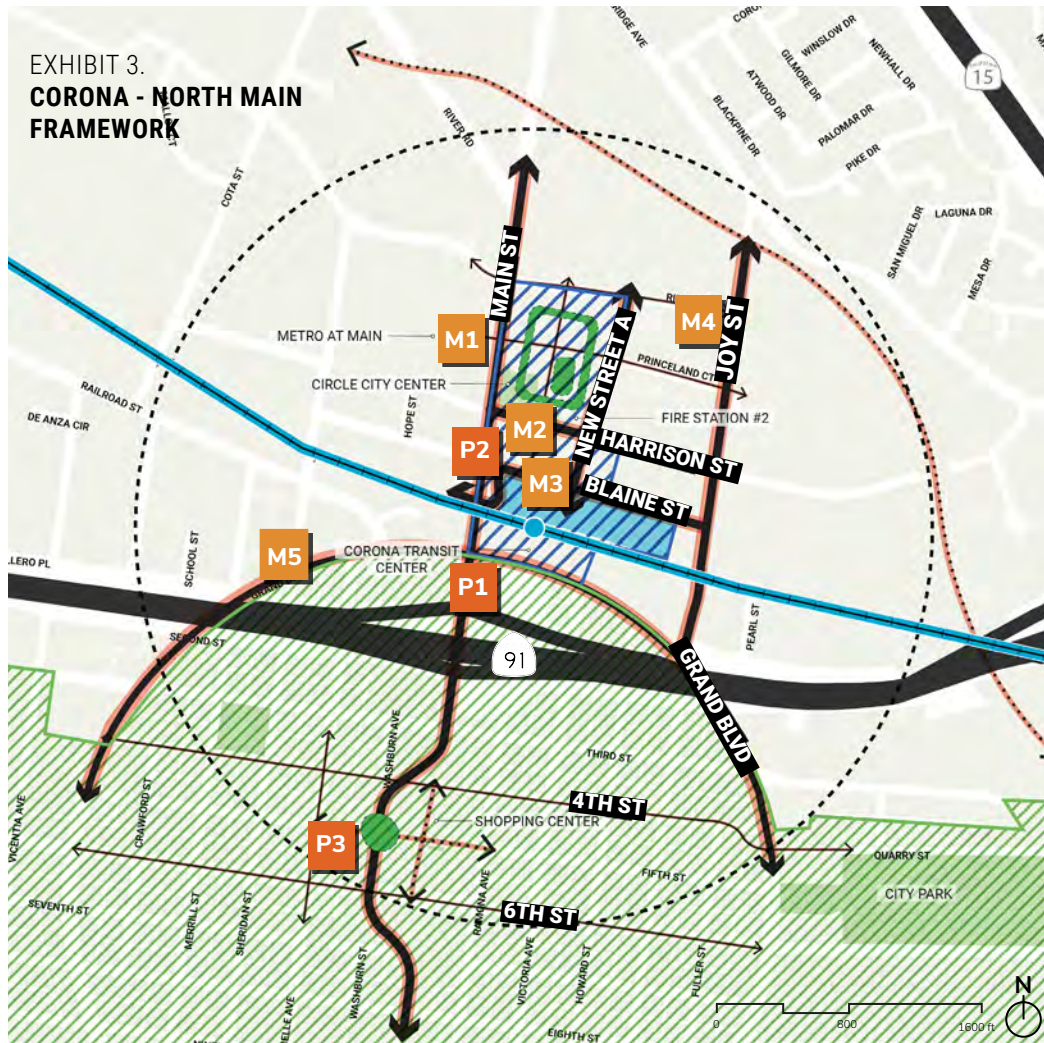 EXHIBIT 3.
CORONA - NORTH MAIN
FRAMEWORK
WINSLOW DR
GILMORE DR
NEWHALL DR
ATWOOD DR
BLACKPINE DR
PALOMAR DR
PIKE DR
15
RIVER RD
COTA ST
LAGUNA DR
SAN MIGUEL DR
MESA DR
MAIN ST
M4
JOY ST
METRO AT MAIN
M1
NEW STREET A
PRINCELAND CT
CIRCLE CITY CENTER
RAILROAD ST
DE ANZA CIR
HOPE ST
M2
FIRE STATION #2
HARRISON ST
P2
M3
BLAINE ST
SCHOOL ST
M5
CORONA TRANSIT
CENTER
LLERO PL
P1
PEARL ST
SECOND ST
91
GRAND BLVD
WASHBURN AVE
THIRD ST
VICENTIA AVE
CRAWFORD ST
4TH ST
SHOPPING CENTER
P3
QUARRY ST
FIFTH ST
CITY PARK
SEVENTH ST
MERRILL ST
SHERIDAN ST
RAMONA AVE
6TH ST
WASHBURN ST
VICTORIA AVE
HOWARD ST
FULLER ST
ELLE AVE
EIGHTH ST
N
0
800
1600 ft